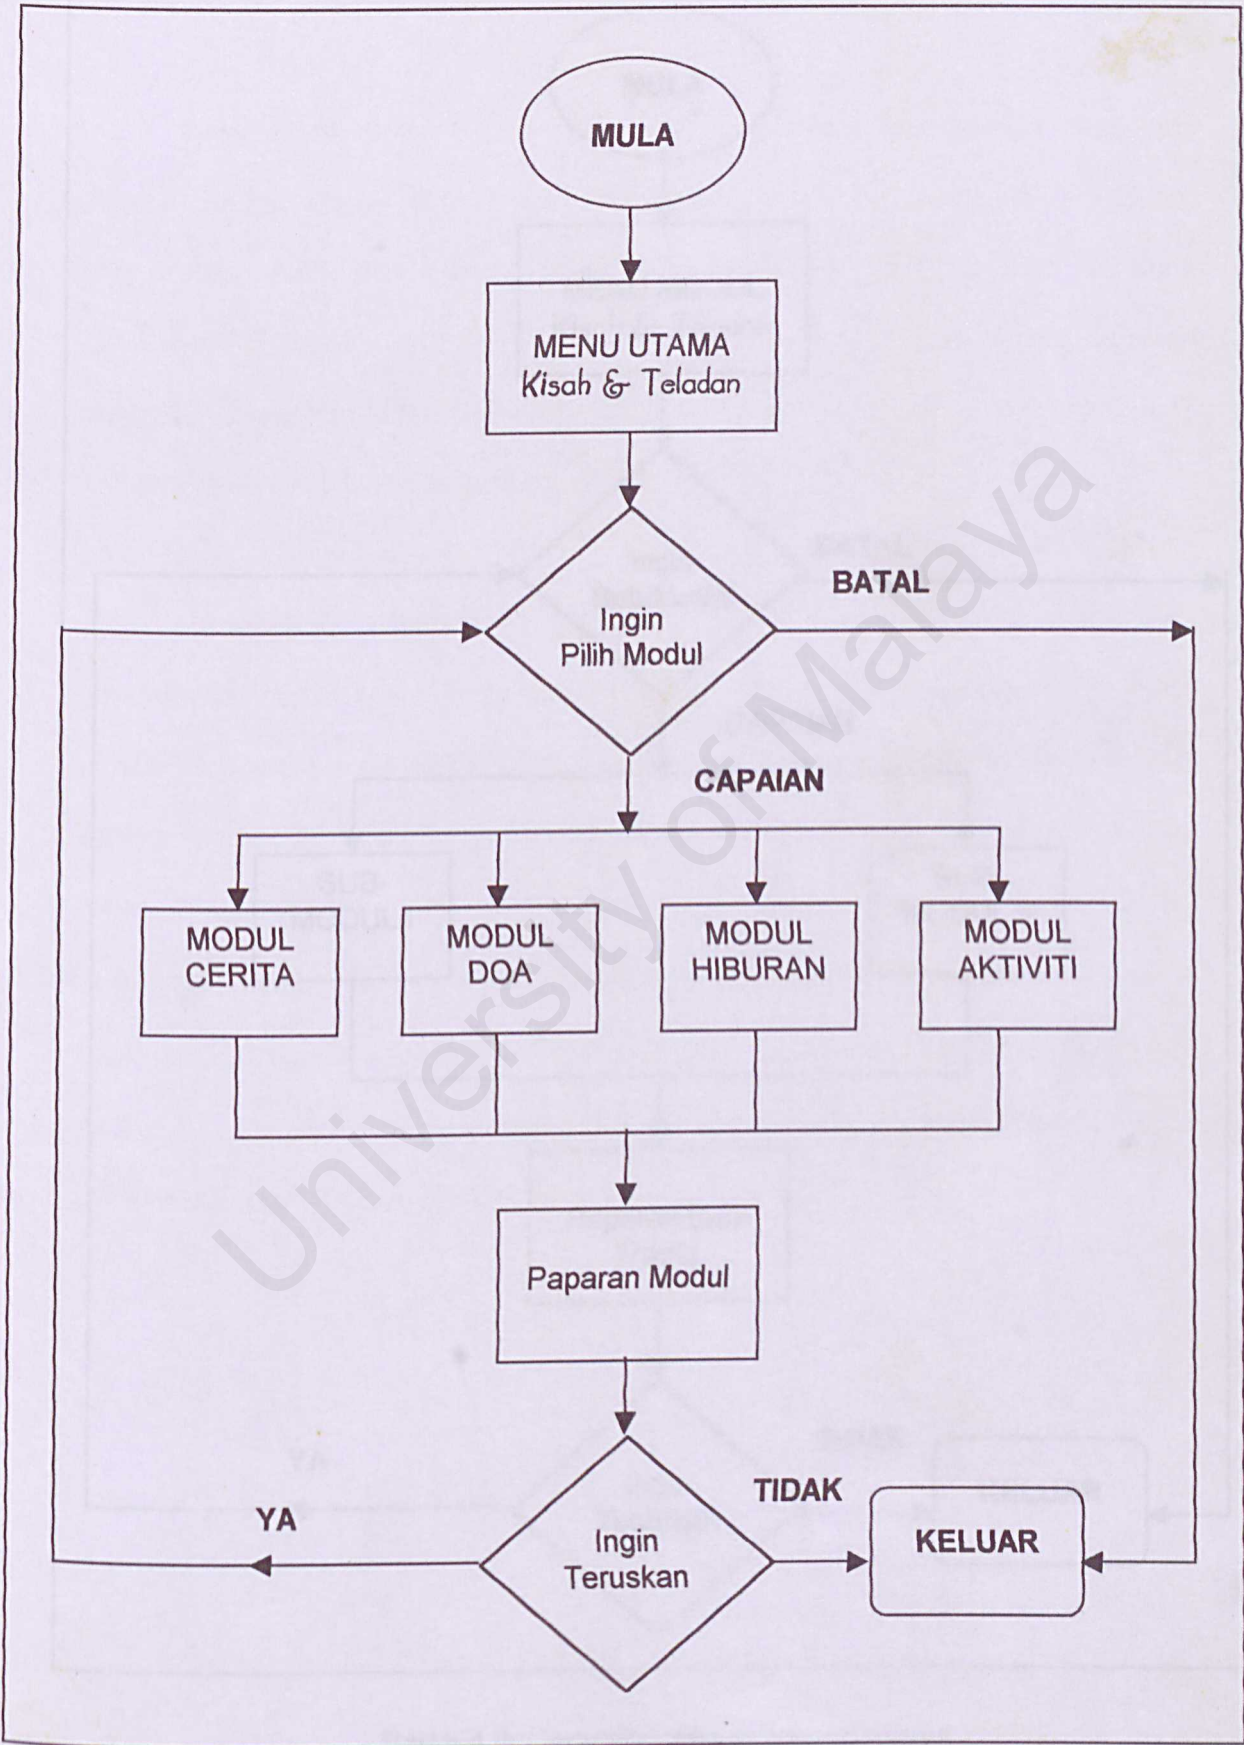 MULA
MENU UTAMA
Kisah & Teladan
Ingin
Pilih Modul
BATAL
CAPAIAN
MODUL
CERITA
MODUL
DOA
MODUL
HIBURAN
MODUL
AKTIVITI
Paparan Modul
Ingin
Teruskan
YA
TIDAK
KELUAR
University of Malaya